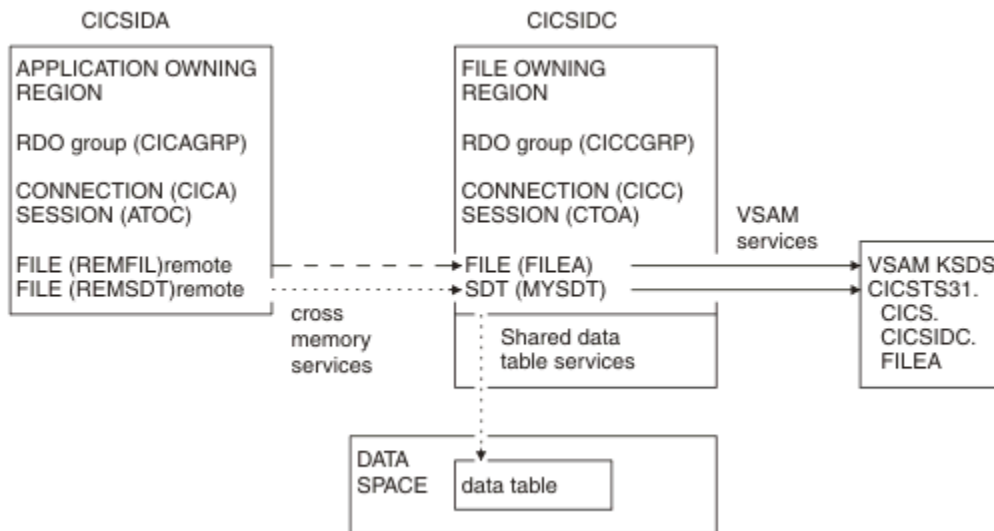 CICSIDA
APPLICATION OWNING
REGION
RDO group (CICAGRP)
CONNECTION (CICA)
SESSION (ATOC)
FILE (REMFIL)remote
FILE (REMSDT)remote
cross
memory
services
CICSIDC
FILE OWNING
REGION
RDO group (CICCGRP)
CONNECTION (CICC)
SESSION (CTOA)
FILE (FILEA)
SDT (MYSDT)
Shared data
table services
VSAM
services
VSAM KSDS
CICSTS31.
CICS.
CICSIDC.
FILEA
DATA
SPACE
data table